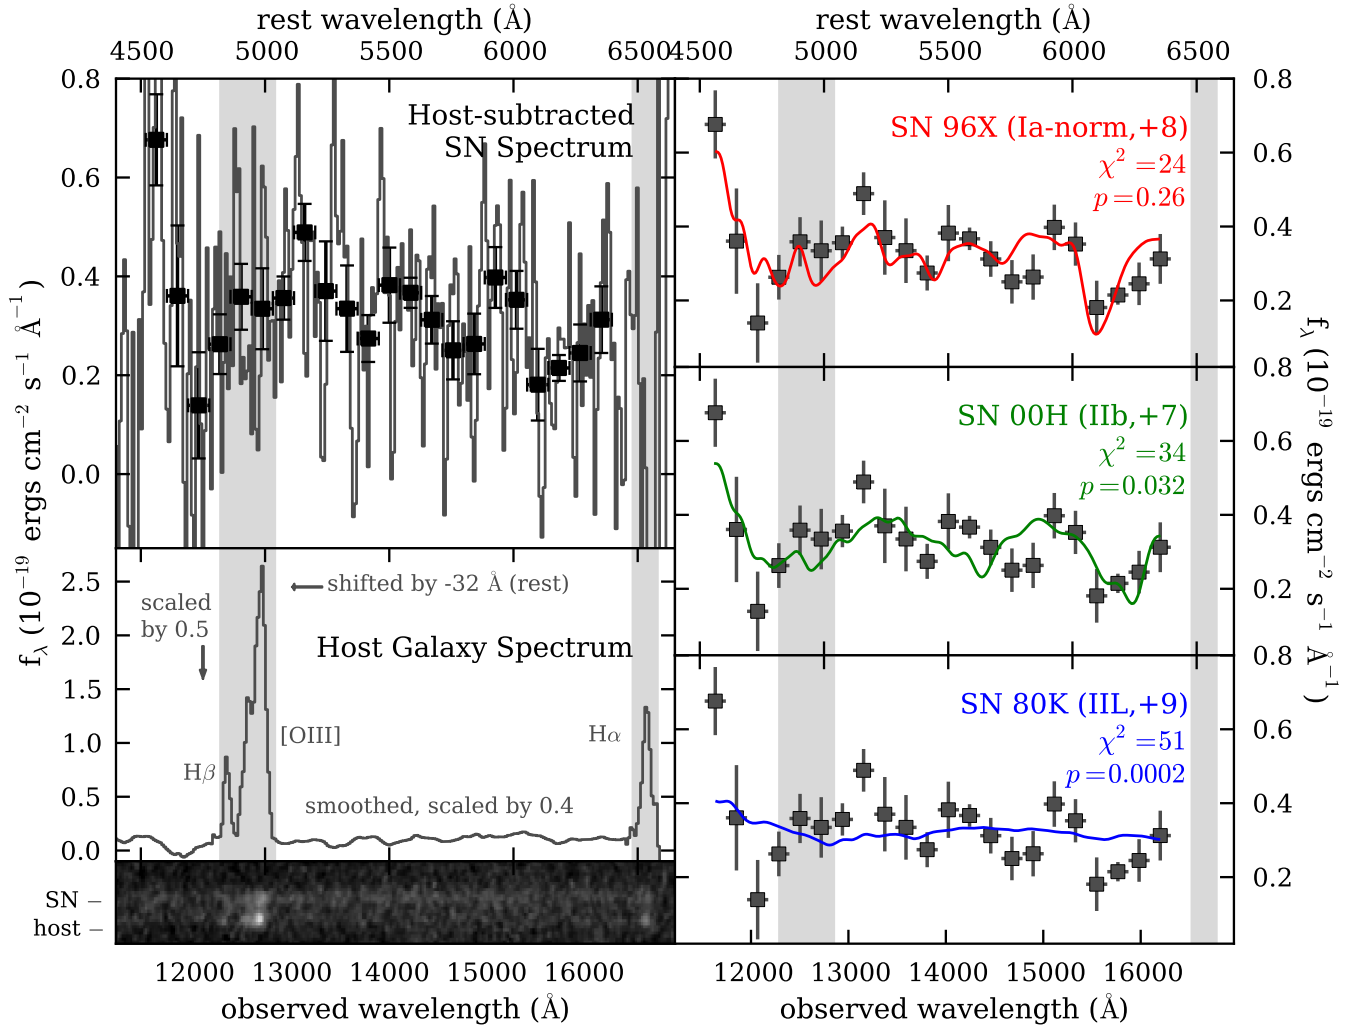 rest wavelength (Å)
4500 5000 5500 6000 6500
0.8
0.6
0.4
0.2
0.0
Host-subtracted
SN Spectrum
2.5
2.0
1.5
1.0
0.5
0.0
f_λ (10⁻¹⁹ ergs cm⁻² s⁻¹ Å⁻¹)
shifted by -32 Å (rest)
scaled
by 0.5
Host Galaxy Spectrum
[OIII]
Hα
Hβ
smoothed, scaled by 0.4
SN –
host –
12000 13000 14000 15000 16000
observed wavelength (Å)
rest wavelength (Å)
4500 5000 5500 6000 6500
SN 96X (Ia-norm,+8)
χ² =24
p=0.26
0.8
0.6
0.4
0.2
SN 00H (IIb,+7)
χ² =34
p=0.032
0.8
0.6
0.4
0.2
SN 80K (IIL,+9)
χ² =51
p=0.0002
0.8
0.6
0.4
0.2
f_λ (10⁻¹⁹ ergs cm⁻² s⁻¹ Å⁻¹)
12000 13000 14000 15000 16000
observed wavelength (Å)